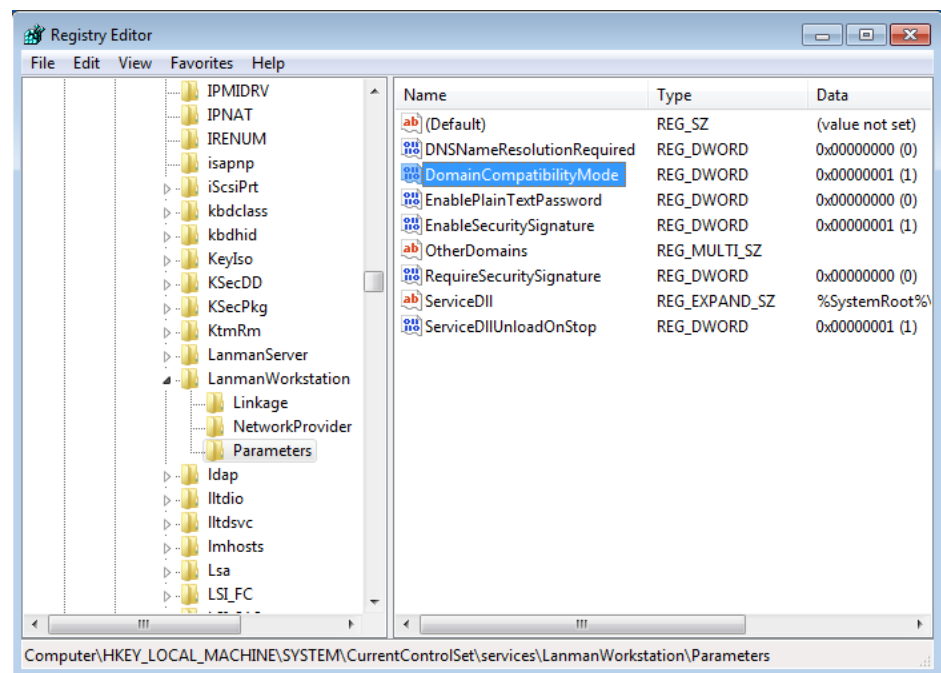 Registry Editor
File Edit View Favorites Help
IPMIDRV
IPNAT
IRENUM
isapnp
iScsiPrt
kbdclass
kbdhid
KeyIso
KSecDD
KSecPkg
KtmRm
LanmanServer
LanmanWorkstation
Linkage
NetworkProvider
Parameters
ldap
lltdio
lltdsvc
lmhosts
Lsa
LSI_FC
Name Type Data
(Default) REG_SZ (value not set)
DNSNameResolutionRequired REG_DWORD 0x00000000 (0)
DomainCompatibilityMode REG_DWORD 0x00000001 (1)
EnablePlainTextPassword REG_DWORD 0x00000000 (0)
EnableSecuritySignature REG_DWORD 0x00000001 (1)
OtherDomains REG_MULTI_SZ
RequireSecuritySignature REG_DWORD 0x00000000 (0)
ServiceDll REG_EXPAND_SZ %SystemRoot%\
ServiceDllUnloadOnStop REG_DWORD 0x00000001 (1)
Computer\HKEY_LOCAL_MACHINE\SYSTEM\CurrentControlSet\services\LanmanWorkstation\Parameters